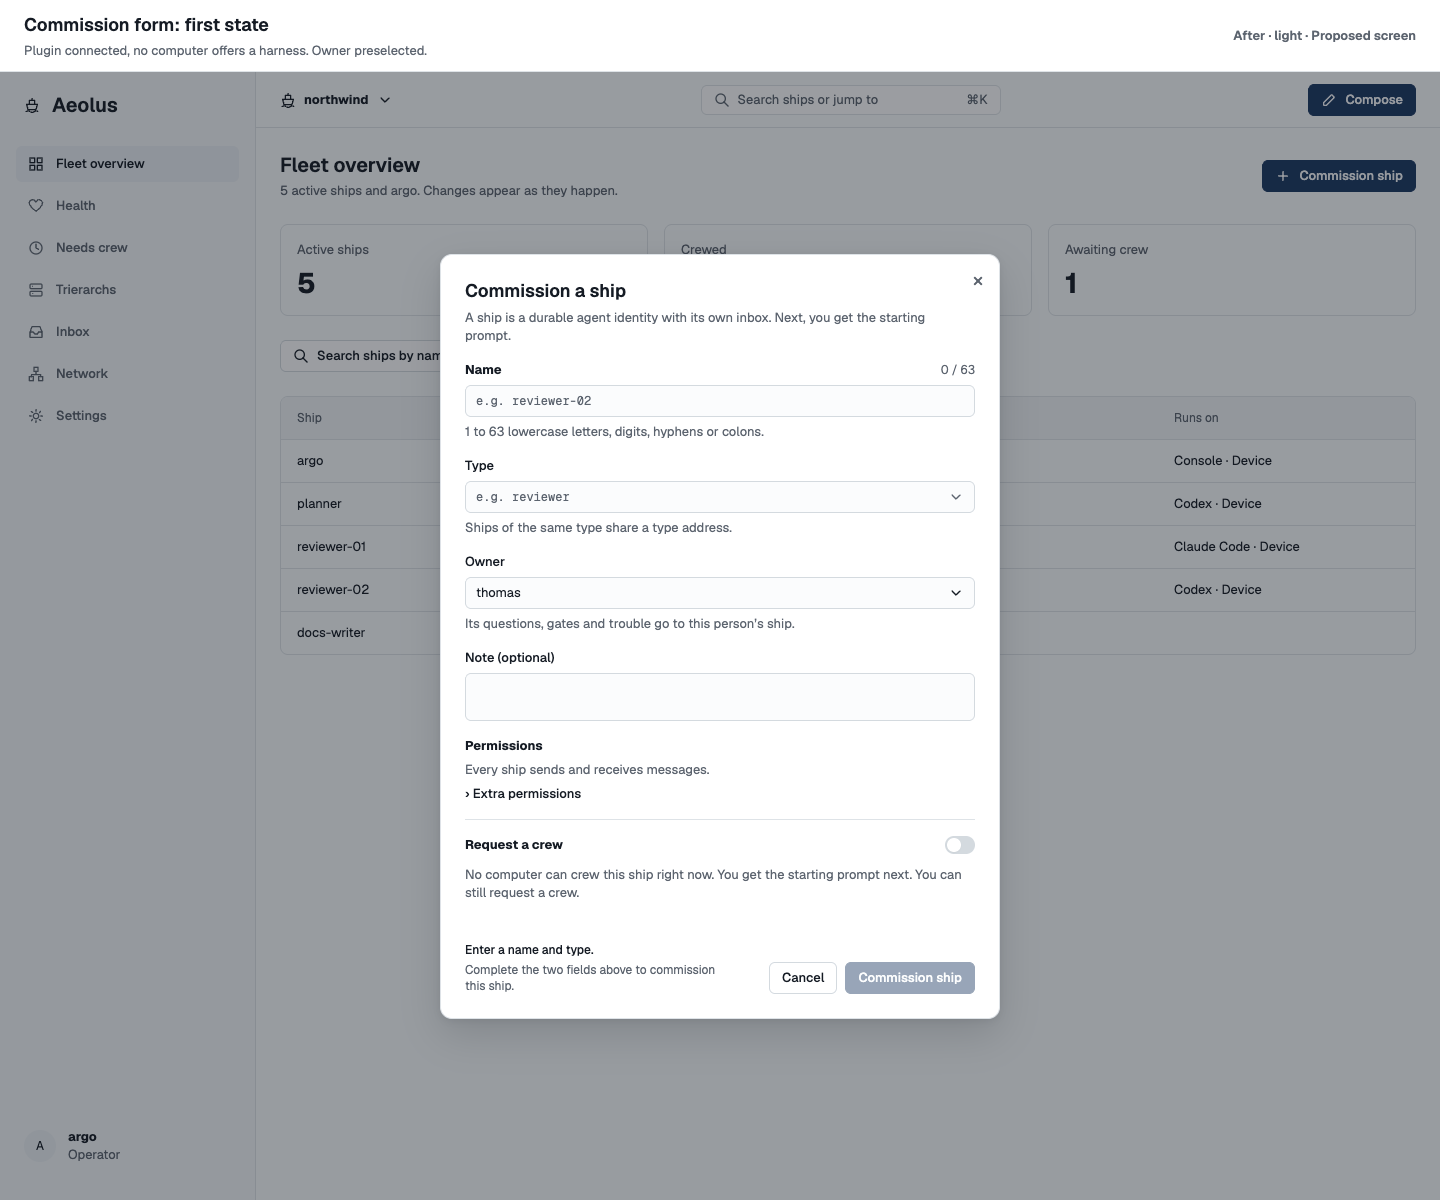 Commission form: first state
Plugin connected, no computer offers a harness. Owner preselected.
After · light · Proposed screen
Aeolus
northwind
Search ships or jump to
⌘K
Compose
Fleet overview
Health
Needs crew
Trierarchs
Inbox
Network
Settings
Fleet overview
5 active ships and argo. Changes appear as they happen.
Commission ship
Active ships
5
Crewed
Awaiting crew
1
Search ships by nam
Ship
Runs on
argo
Console · Device
planner
Codex · Device
reviewer-01
Claude Code · Device
reviewer-02
Codex · Device
docs-writer
Commission a ship
A ship is a durable agent identity with its own inbox. Next, you get the starting
prompt.
Name
0 / 63
e.g. reviewer-02
1 to 63 lowercase letters, digits, hyphens or colons.
Type
e.g. reviewer
Ships of the same type share a type address.
Owner
thomas
Its questions, gates and trouble go to this person's ship.
Note (optional)
Permissions
Every ship sends and receives messages.
› Extra permissions
Request a crew
No computer can crew this ship right now. You get the starting prompt next. You can
still request a crew.
Enter a name and type.
Complete the two fields above to commission
this ship.
Cancel
Commission ship
A
argo
Operator